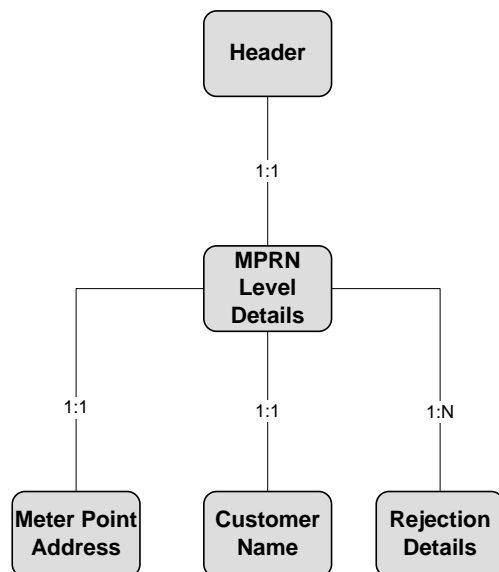 Header
1:1
MPRN
Level
Details
1:1
1:1
1:N
Meter Point
Address
Customer
Name
Rejection
Details